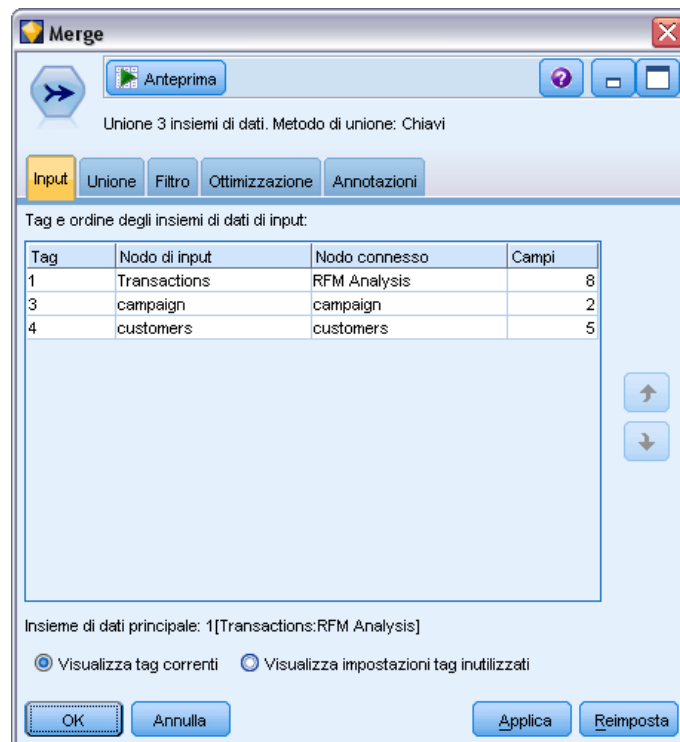 Merge
Anteprima
Unione 3 insiemi di dati. Metodo di unione: Chiavi
Input Unione Filtro Ottimizzazione Annotazioni
Tag e ordine degli insiemi di dati di input:
Tag Nodo di input Nodo connesso Campi
1 Transactions RFM Analysis 8
3 campaign campaign 2
4 customers customers 5
Insieme di dati principale: 1[Transactions:RFM Analysis]
Visualizza tag correnti Visualizza impostazioni tag inutilizzati
OK Annulla Applica Reimposta